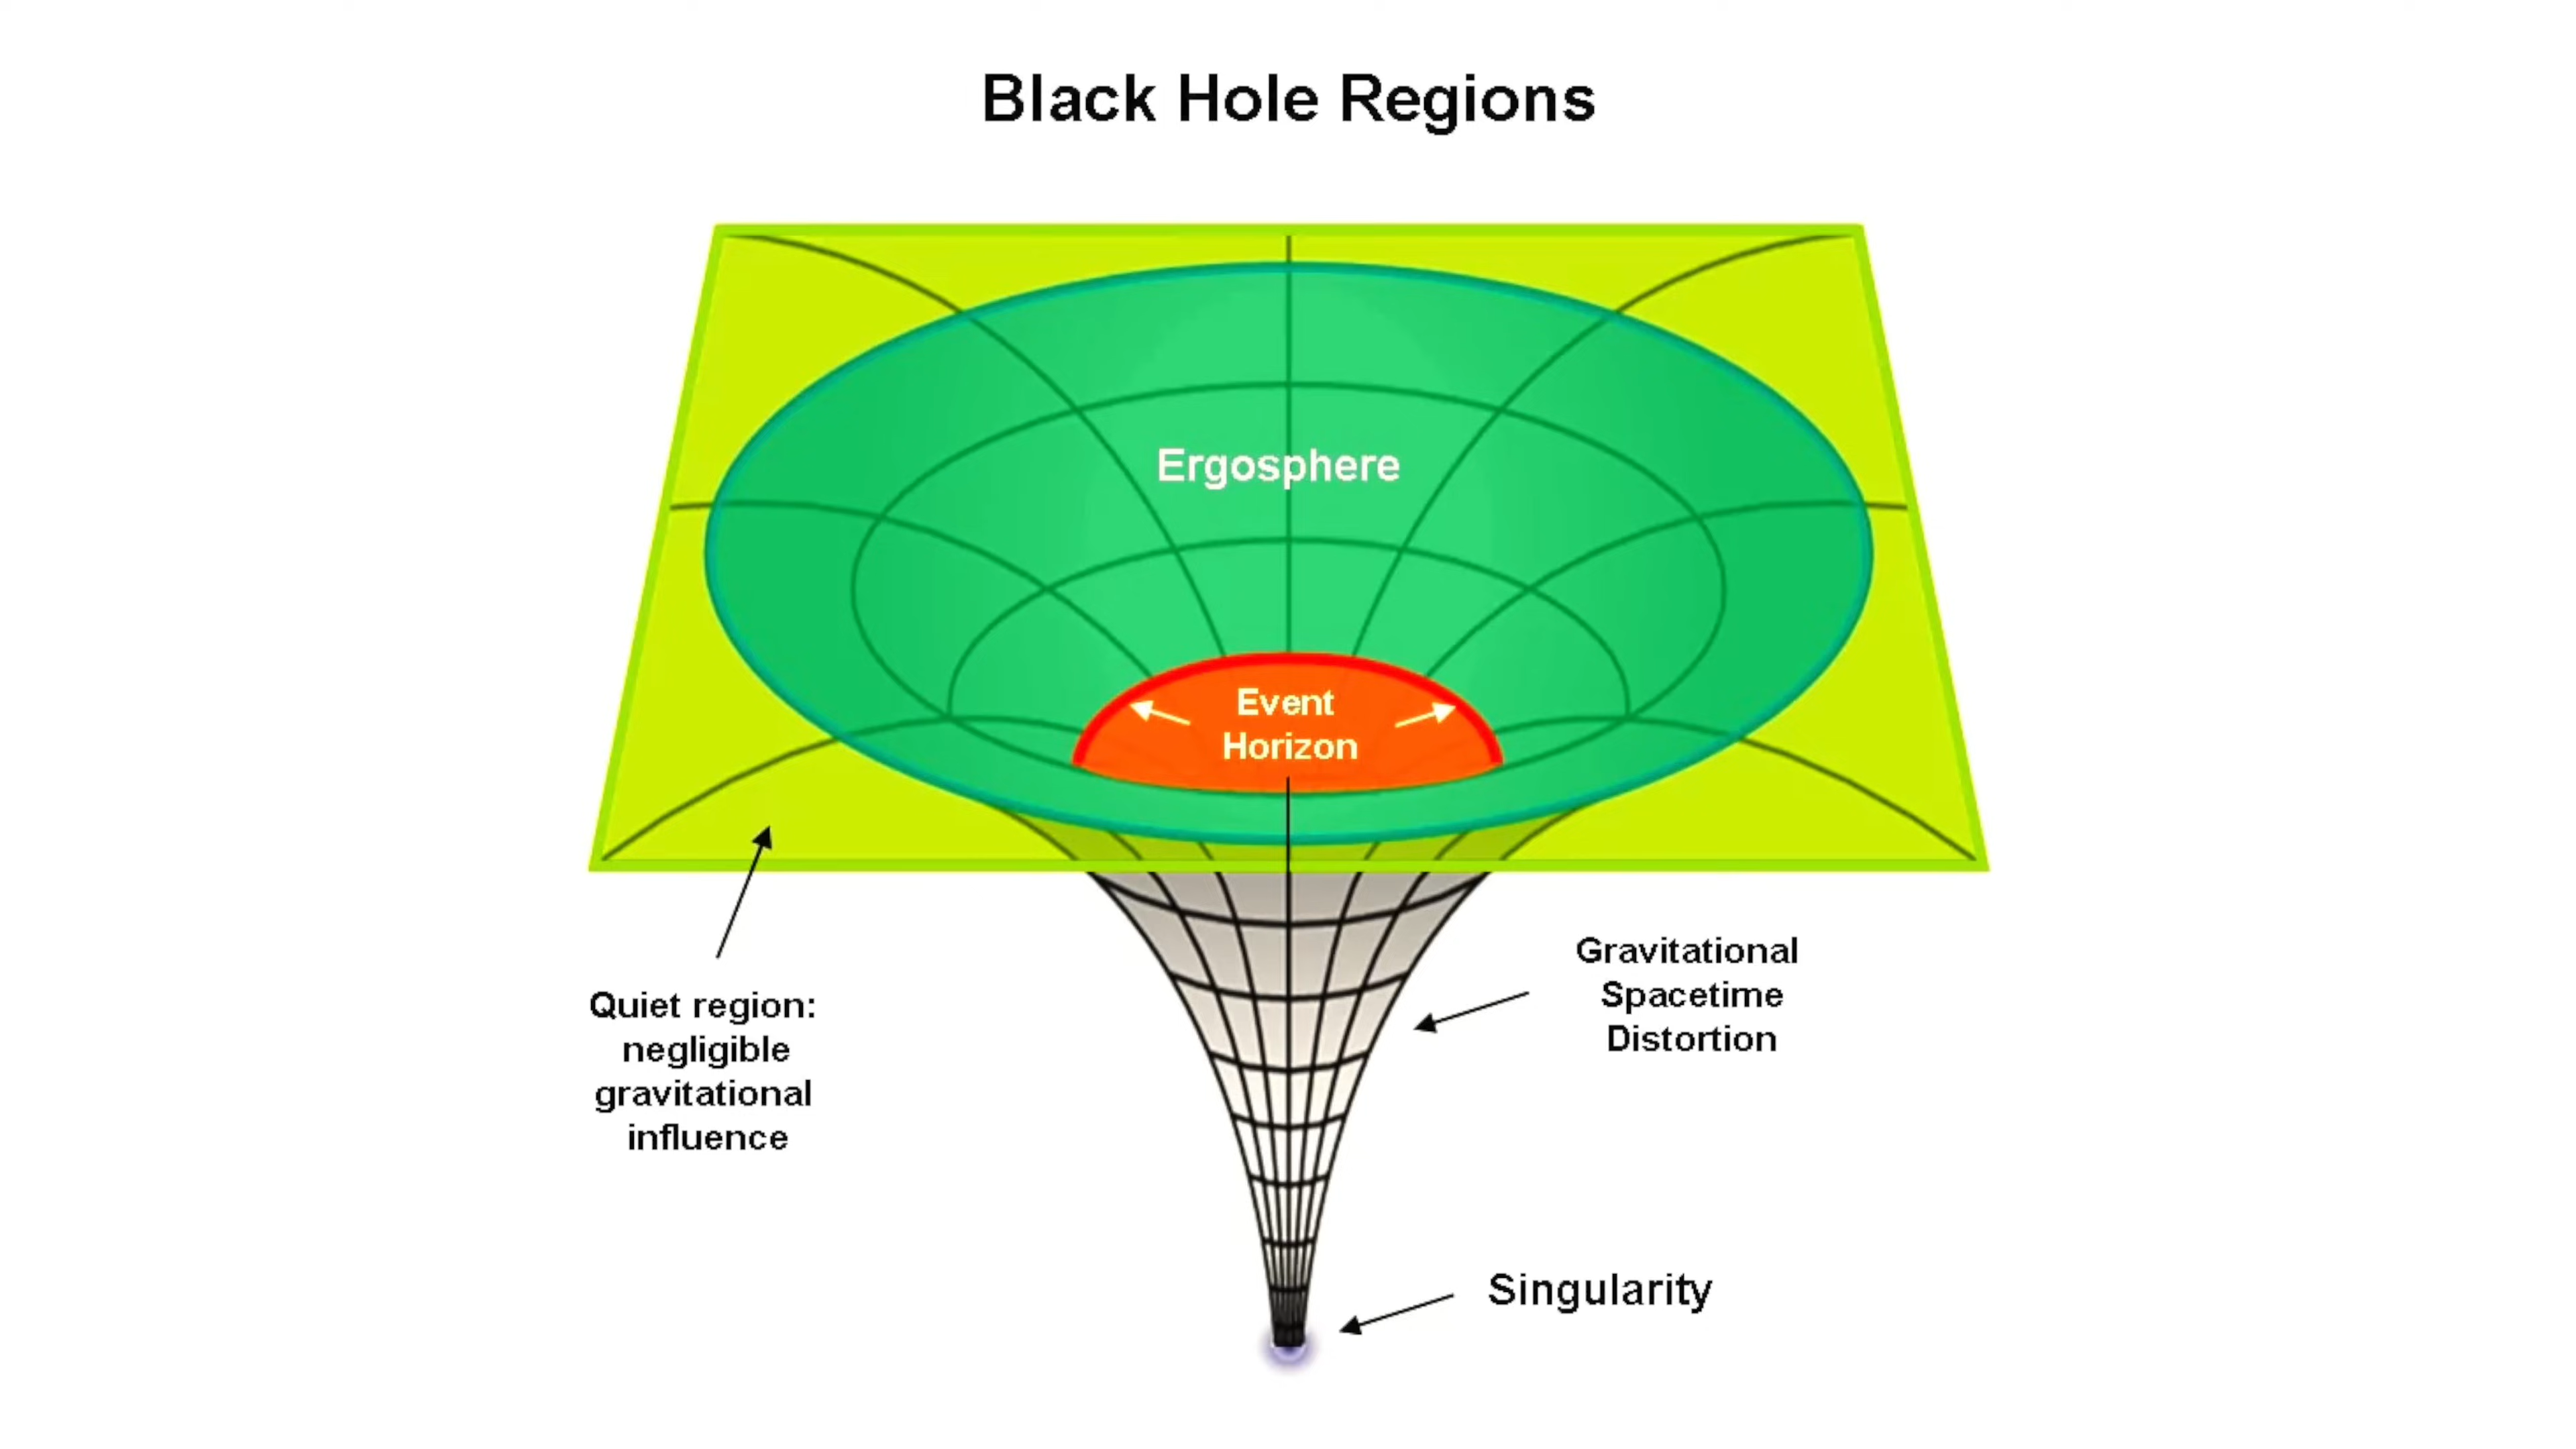 Black Hole Regions
Ergosphere
Event
Horizon
Quiet region:
negligible
gravitational
influence
Gravitational
Spacetime
Distortion
Singularity